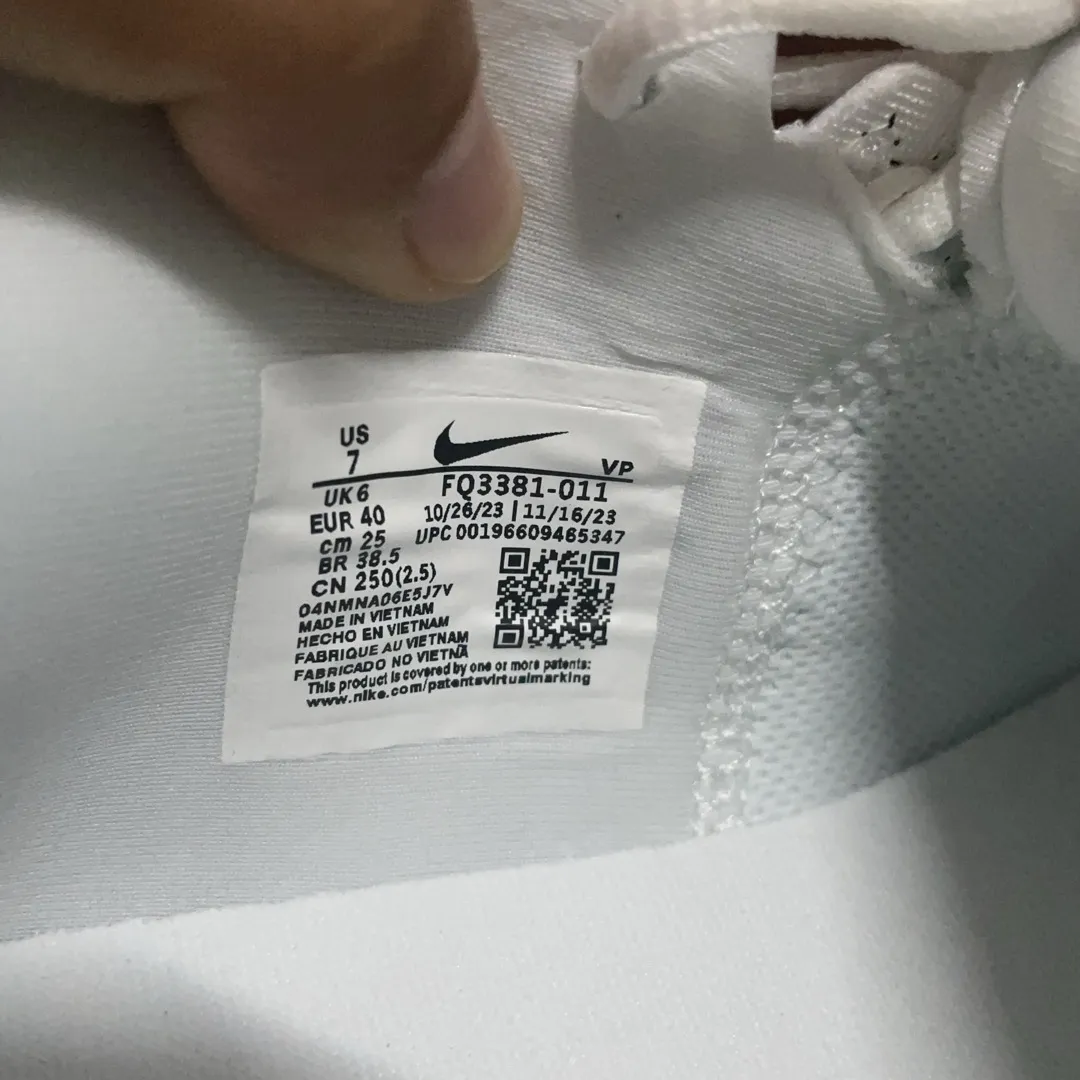 US
7
VP
UK 6
FQ3381-011
EUR 40
10/26/23 | 11/16/23
cm 25
UPC 00196609465347
BR 38.5
CN 250(2.5)
04NMNA06E5J7V
MADE IN VIETNAM
HECHO EN VIETNAM
FABRIQUE AU VIETNAM
FABRICADO NO VIETNÃ
This product is covered by one or more patents:
www.nike.com/patentsvirtualmarking